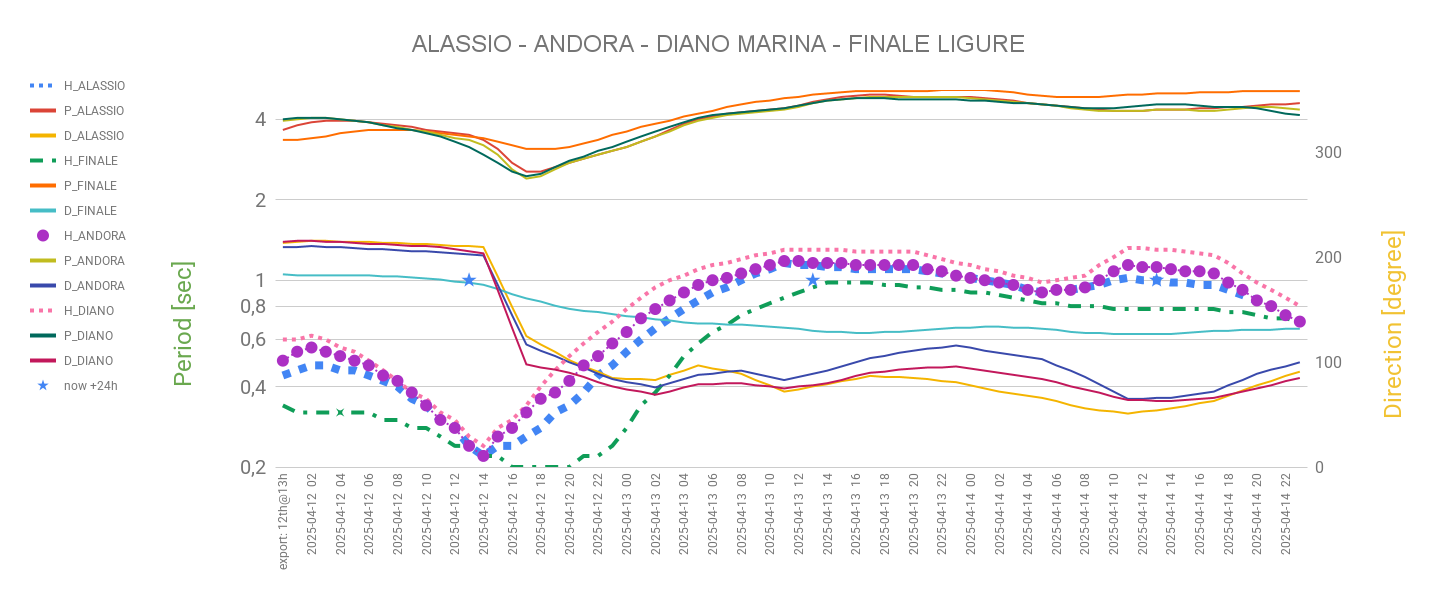 ALASSIO - ANDORA - DIANO MARINA - FINALE LIGURE
H_ALASSIO
P_ALASSIO
D_ALASSIO
H_FINALE
P_FINALE
D_FINALE
H_ANDORA
P_ANDORA
D_ANDORA
H_DIANO
P_DIANO
D_DIANO
now +24h
Period [sec]
4
2
1
0,8
0,6
0,4
0,2
300
200
100
0
Direction [degree]
export: 12th@13h
2025-04-12 02
2025-04-12 04
2025-04-12 06
2025-04-12 08
2025-04-12 10
2025-04-12 12
2025-04-12 14
2025-04-12 16
2025-04-12 18
2025-04-12 20
2025-04-12 22
2025-04-13 00
2025-04-13 02
2025-04-13 04
2025-04-13 06
2025-04-13 08
2025-04-13 10
2025-04-13 12
2025-04-13 14
2025-04-13 16
2025-04-13 18
2025-04-13 20
2025-04-13 22
2025-04-14 00
2025-04-14 02
2025-04-14 04
2025-04-14 06
2025-04-14 08
2025-04-14 10
2025-04-14 12
2025-04-14 14
2025-04-14 16
2025-04-14 18
2025-04-14 20
2025-04-14 22